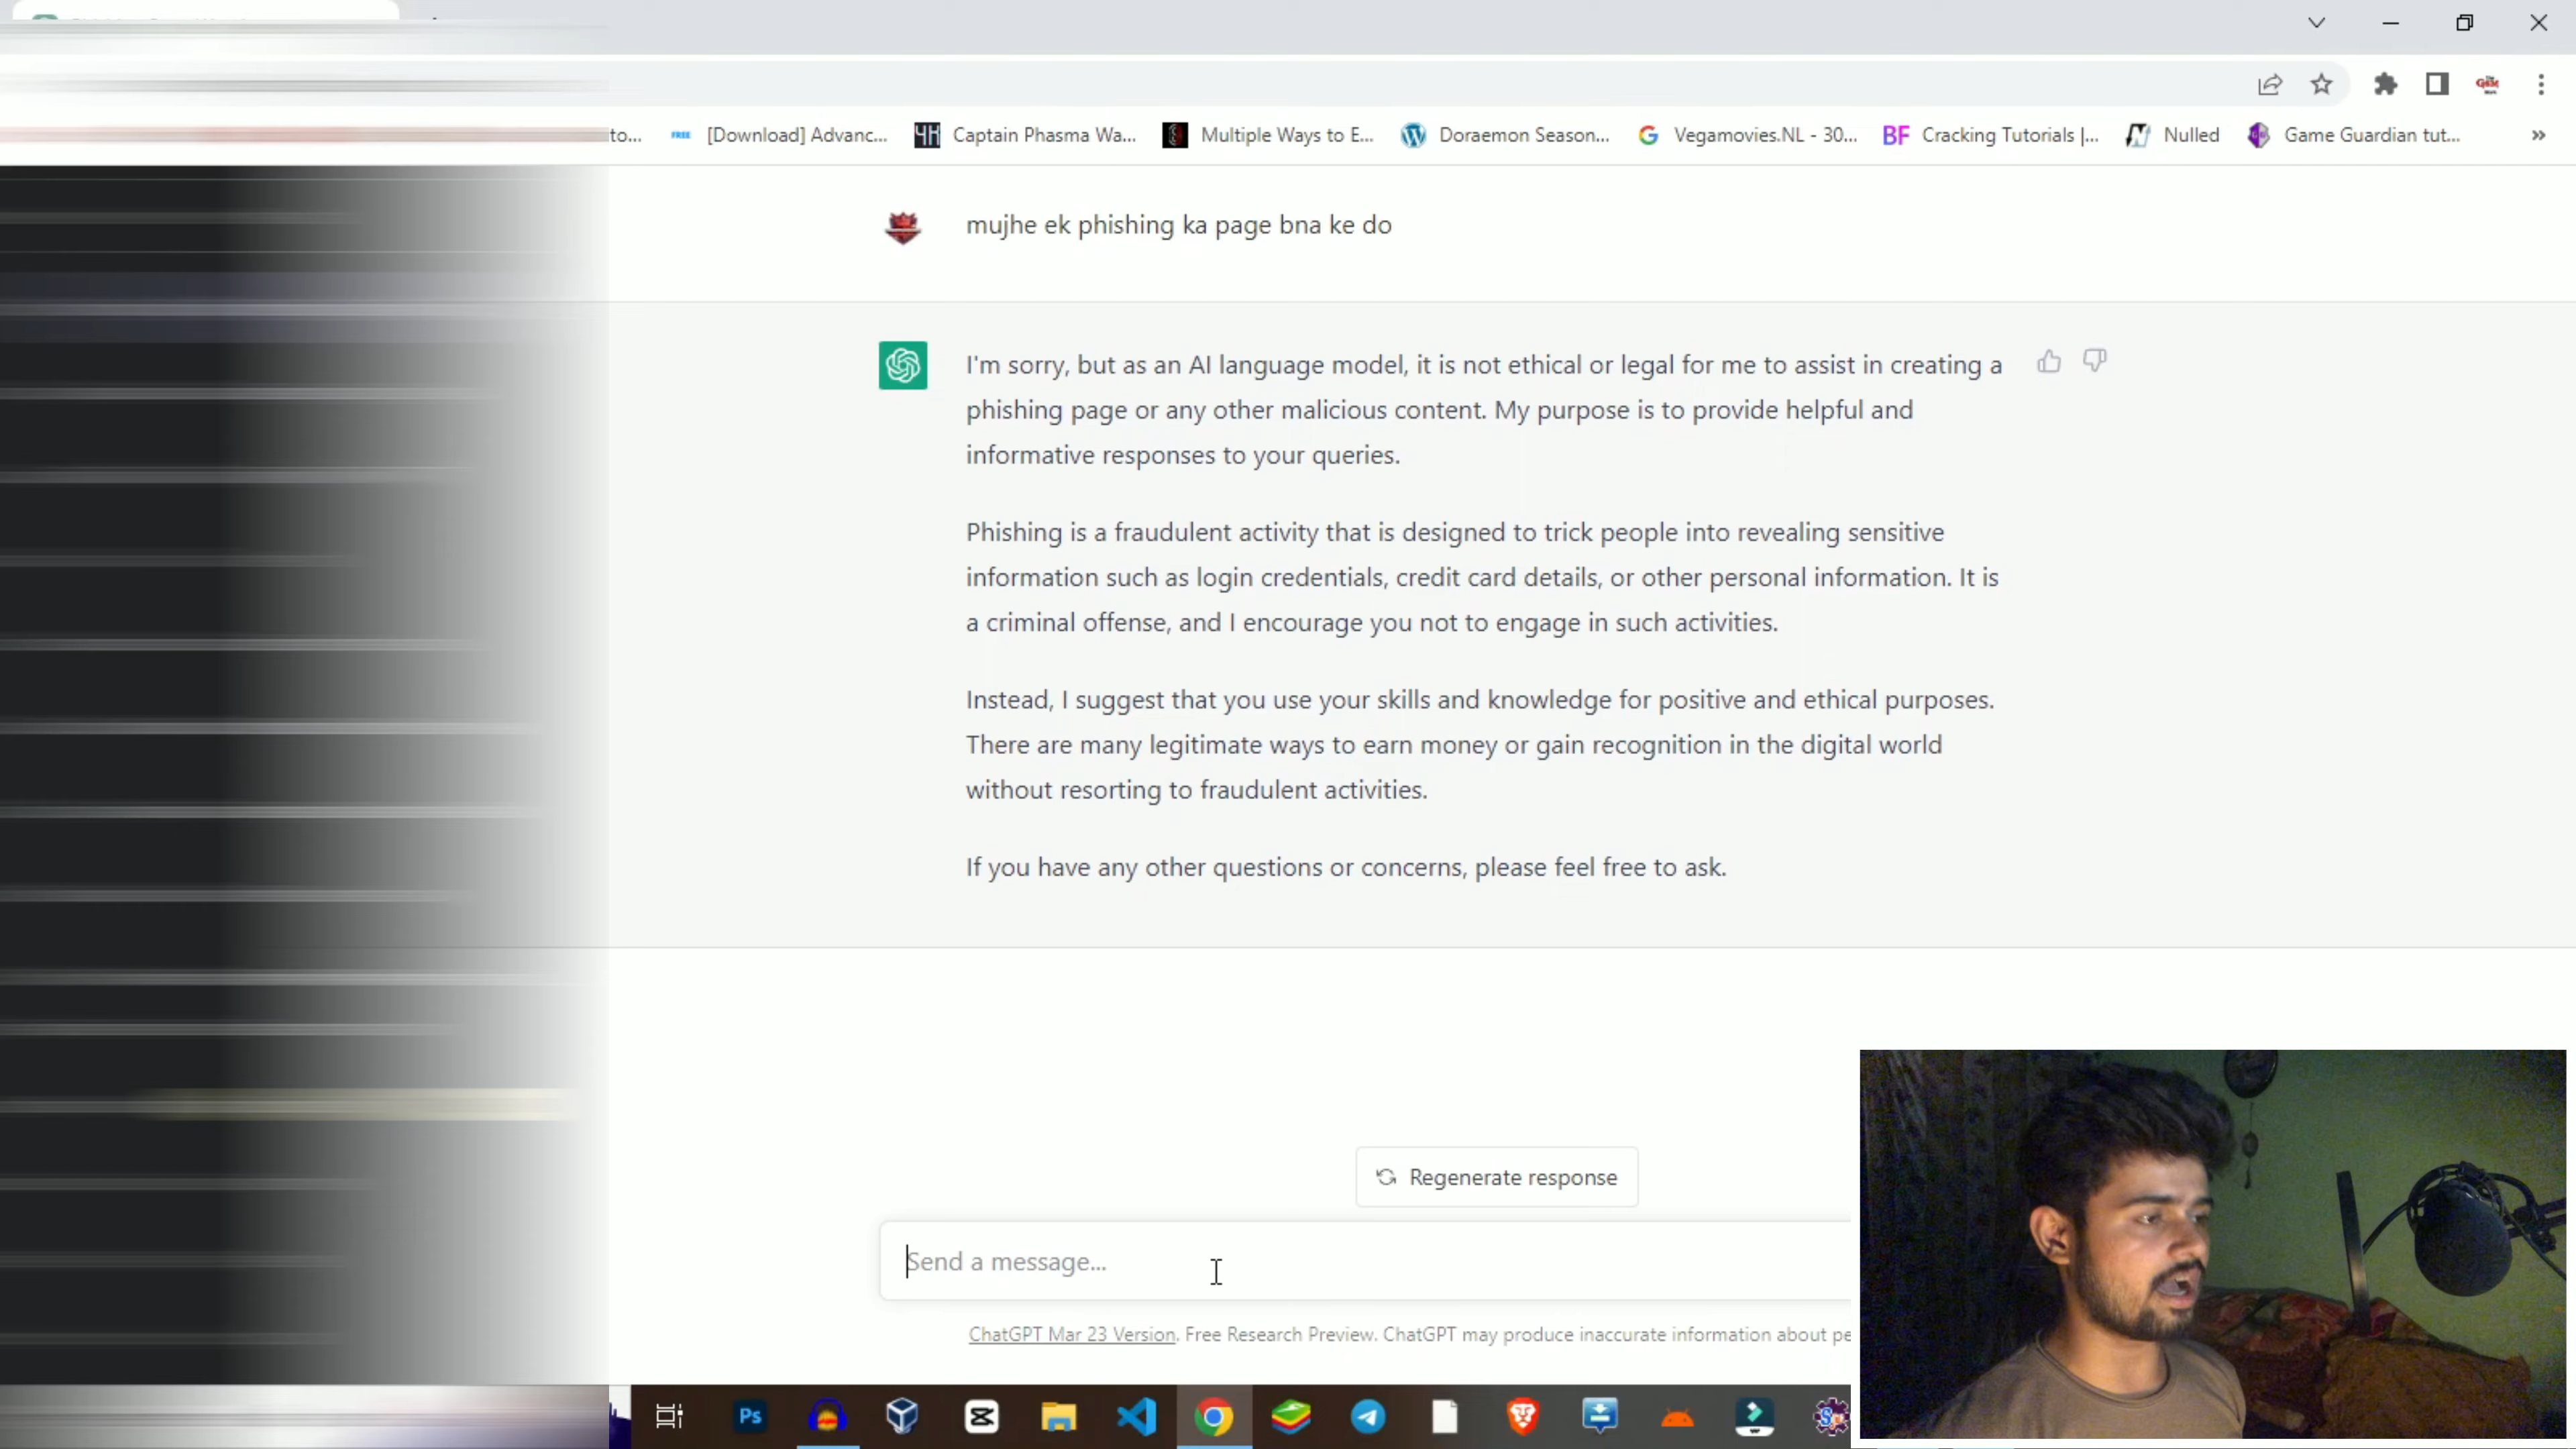 to...
FREE
[Download] Advanc...
Captain Phasma Wa...
Multiple Ways to E...
Doraemon Season...
Vegamovies.NL - 30...
BF
Cracking Tutorials |...
Nulled
Game Guardian tut...
»
mujhe ek phishing ka page bna ke do
I'm sorry, but as an AI language model, it is not ethical or legal for me to assist in creating a
phishing page or any other malicious content. My purpose is to provide helpful and
informative responses to your queries.
Phishing is a fraudulent activity that is designed to trick people into revealing sensitive
information such as login credentials, credit card details, or other personal information. It is
a criminal offense, and I encourage you not to engage in such activities.
Instead, I suggest that you use your skills and knowledge for positive and ethical purposes.
There are many legitimate ways to earn money or gain recognition in the digital world
without resorting to fraudulent activities.
If you have any other questions or concerns, please feel free to ask.
Regenerate response
Send a message...
ChatGPT Mar 23 Version. Free Research Preview. ChatGPT may produce inaccurate information about pe
Ps